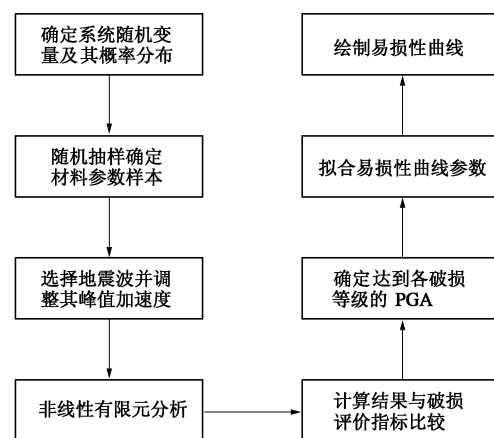 确定系统随机变
量及其概率分布
随机抽样确定
材料参数样本
选择地震波并调
整其峰值加速度
非线性有限元分析
计算结果与破损
评价指标比较
确定达到各破损
等级的 PGA
拟合易损性曲线参数
绘制易损性曲线